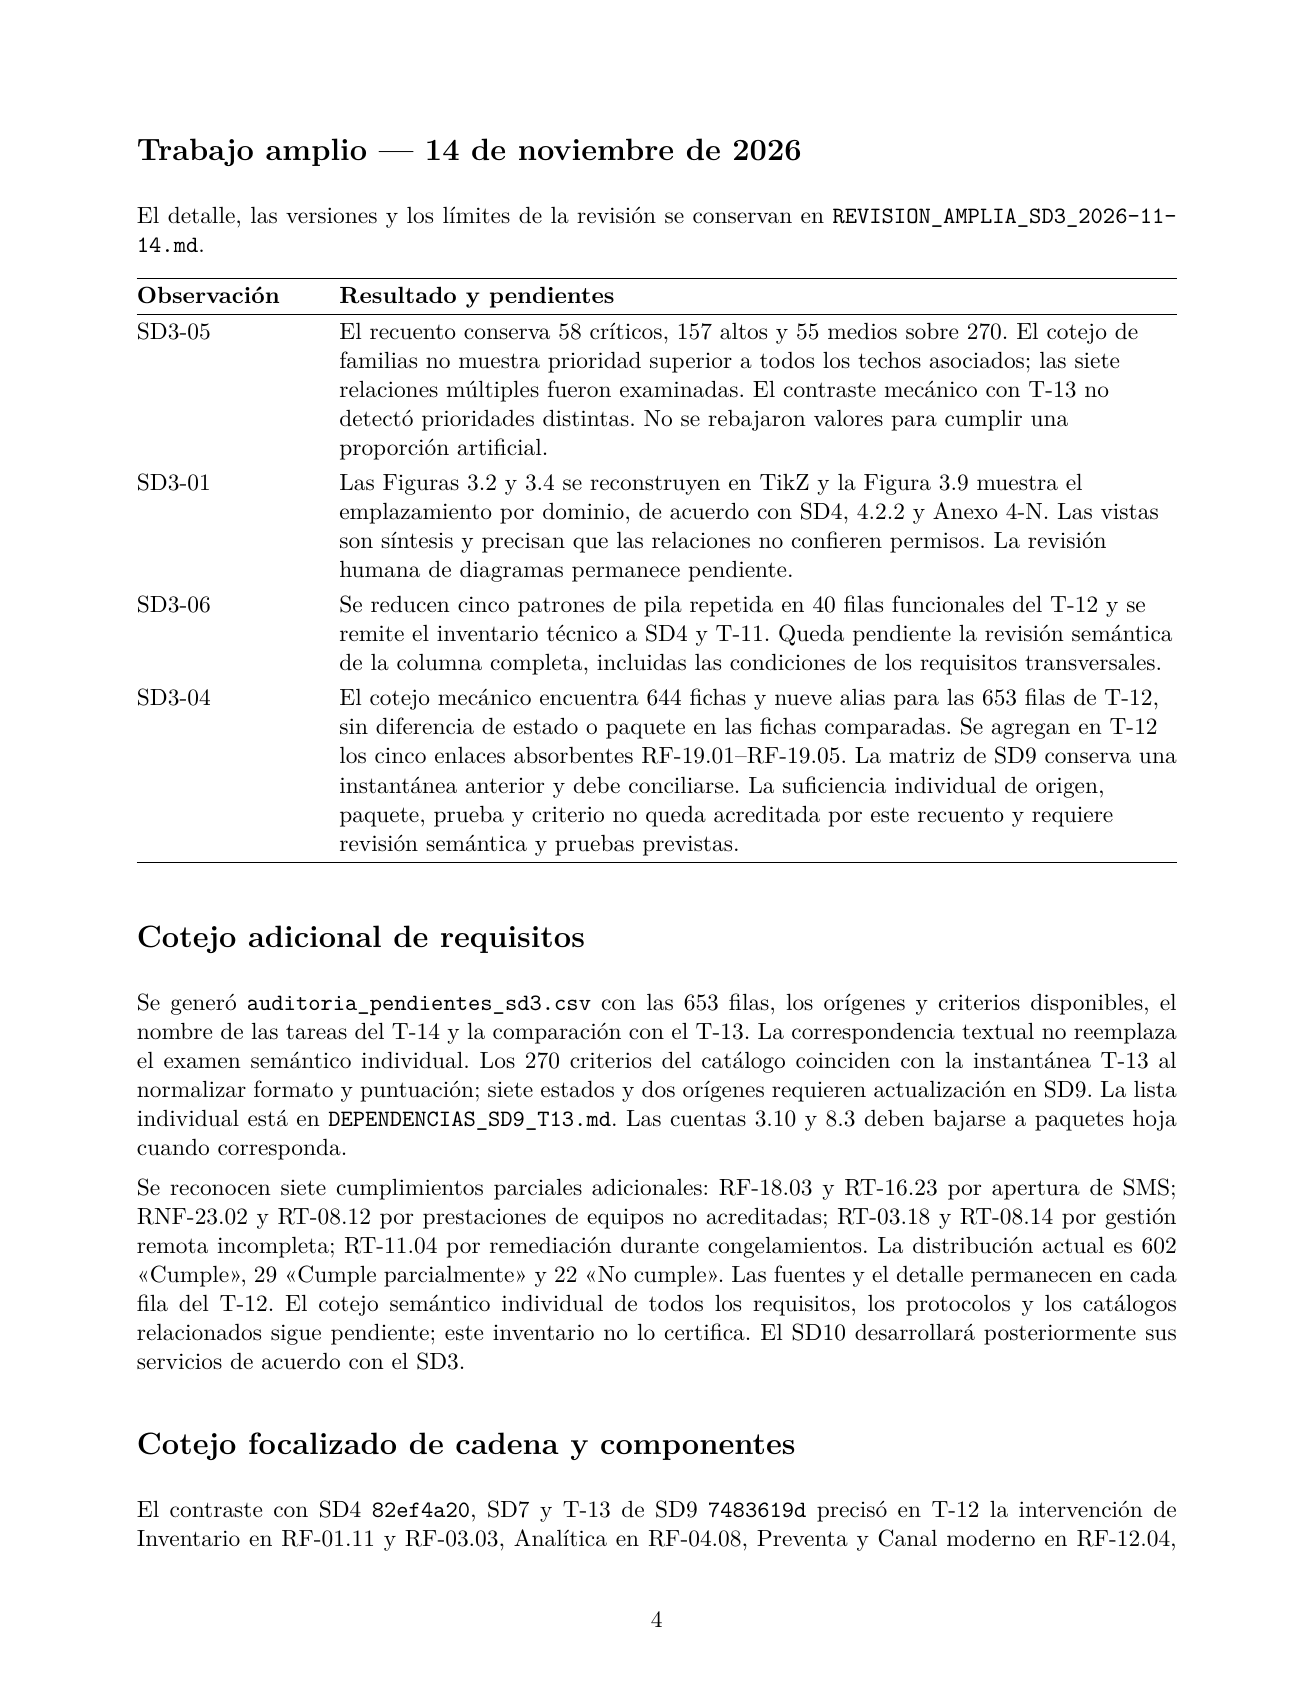 Trabajo amplio — 14 de noviembre de 2026
El detalle, las versiones y los límites de la revisión se conservan en REVISION_AMPLIA_SD3_2026-11-
14.md.
Observación Resultado y pendientes
SD3-05 El recuento conserva 58 críticos, 157 altos y 55 medios sobre 270. El cotejo de
familias no muestra prioridad superior a todos los techos asociados; las siete
relaciones múltiples fueron examinadas. El contraste mecánico con T-13 no
detectó prioridades distintas. No se rebajaron valores para cumplir una
proporción artificial.
SD3-01 Las Figuras 3.2 y 3.4 se reconstruyen en TikZ y la Figura 3.9 muestra el
emplazamiento por dominio, de acuerdo con SD4, 4.2.2 y Anexo 4-N. Las vistas
son síntesis y precisan que las relaciones no confieren permisos. La revisión
humana de diagramas permanece pendiente.
SD3-06 Se reducen cinco patrones de pila repetida en 40 filas funcionales del T-12 y se
remite el inventario técnico a SD4 y T-11. Queda pendiente la revisión semántica
de la columna completa, incluidas las condiciones de los requisitos transversales.
SD3-04 El cotejo mecánico encuentra 644 fichas y nueve alias para las 653 filas de T-12,
sin diferencia de estado o paquete en las fichas comparadas. Se agregan en T-12
los cinco enlaces absorbentes RF-19.01–RF-19.05. La matriz de SD9 conserva una
instantánea anterior y debe conciliarse. La suficiencia individual de origen,
paquete, prueba y criterio no queda acreditada por este recuento y requiere
revisión semántica y pruebas previstas.
Cotejo adicional de requisitos
Se generó auditoria_pendientes_sd3.csv con las 653 filas, los orígenes y criterios disponibles, el
nombre de las tareas del T-14 y la comparación con el T-13. La correspondencia textual no reemplaza
el examen semántico individual. Los 270 criterios del catálogo coinciden con la instantánea T-13 al
normalizar formato y puntuación; siete estados y dos orígenes requieren actualización en SD9. La lista
individual está en DEPENDENCIAS_SD9_T13.md. Las cuentas 3.10 y 8.3 deben bajarse a paquetes hoja
cuando corresponda.
Se reconocen siete cumplimientos parciales adicionales: RF-18.03 y RT-16.23 por apertura de SMS;
RNF-23.02 y RT-08.12 por prestaciones de equipos no acreditadas; RT-03.18 y RT-08.14 por gestión
remota incompleta; RT-11.04 por remediación durante congelamientos. La distribución actual es 602
«Cumple», 29 «Cumple parcialmente» y 22 «No cumple». Las fuentes y el detalle permanecen en cada
fila del T-12. El cotejo semántico individual de todos los requisitos, los protocolos y los catálogos
relacionados sigue pendiente; este inventario no lo certifica. El SD10 desarrollará posteriormente sus
servicios de acuerdo con el SD3.
Cotejo focalizado de cadena y componentes
El contraste con SD4 82ef4a20, SD7 y T-13 de SD9 7483619d precisó en T-12 la intervención de
Inventario en RF-01.11 y RF-03.03, Analítica en RF-04.08, Preventa y Canal moderno en RF-12.04,
4